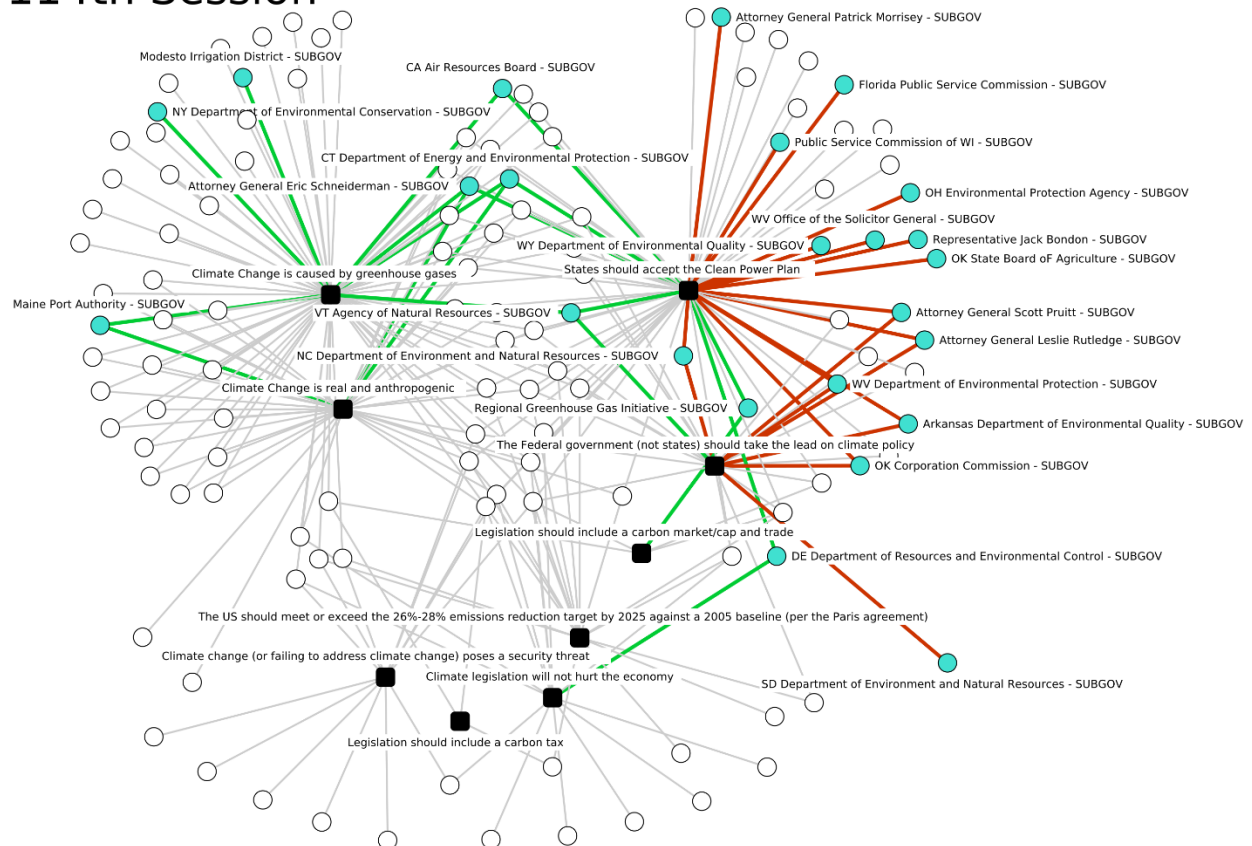 114th Session
Attorney General Patrick Morrisey - SUBGOV
Modesto Irrigation District - SUBGOV
CA Air Resources Board - SUBGOV
Florida Public Service Commission - SUBGOV
NY Department of Environmental Conservation - SUBGOV
Public Service Commission of WI - SUBGOV
CT Department of Energy and Environmental Protection - SUBGOV
Attorney General Eric Schneiderman - SUBGOV
OH Environmental Protection Agency - SUBGOV
WV Office of the Solicitor General - SUBGOV
WY Department of Environmental Quality - SUBGOV
Representative Jack Bondon - SUBGOV
OK State Board of Agriculture - SUBGOV
Climate Change is caused by greenhouse gases
States should accept the Clean Power Plan
Maine Port Authority - SUBGOV
VT Agency of Natural Resources - SUBGOV
Attorney General Scott Pruitt - SUBGOV
Attorney General Leslie Rutledge - SUBGOV
NC Department of Environment and Natural Resources - SUBGOV
Climate Change is real and anthropogenic
WV Department of Environmental Protection - SUBGOV
Regional Greenhouse Gas Initiative - SUBGOV
Arkansas Department of Environmental Quality - SUBGOV
The Federal government (not states) should take the lead on climate policy
OK Corporation Commission - SUBGOV
Legislation should include a carbon market/cap and trade
DE Department of Resources and Environmental Control - SUBGOV
The US should meet or exceed the 26%-28% emissions reduction target by 2025 against a 2005 baseline (per the Paris agreement)
Climate change (or failing to address climate change) poses a security threat
Climate legislation will not hurt the economy
SD Department of Environment and Natural Resources - SUBGOV
Legislation should include a carbon tax